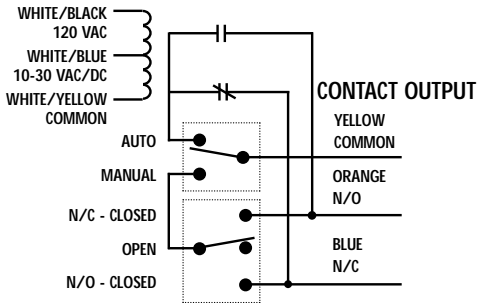 WHITE/BLACK
120 VAC
WHITE/BLUE
10-30 VAC/DC
WHITE/YELLOW
COMMON
CONTACT OUTPUT
YELLOW
COMMON
AUTO
MANUAL
ORANGE
N/O
N/C - CLOSED
OPEN
BLUE
N/C
N/O - CLOSED